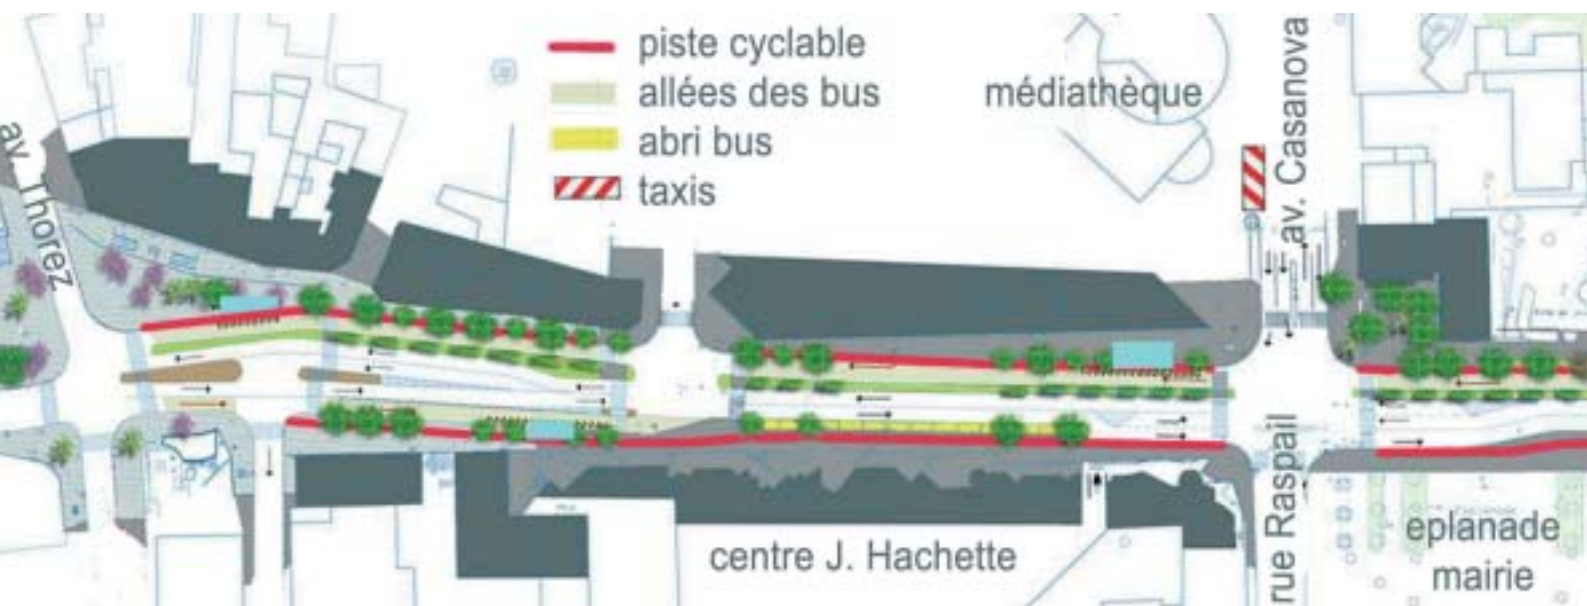 piste cyclable
allées des bus
abri bus
taxis
médiathèque
av. Casanova
av. Thorez
centre J. Hachette
rue Raspail
eplanade
mairie